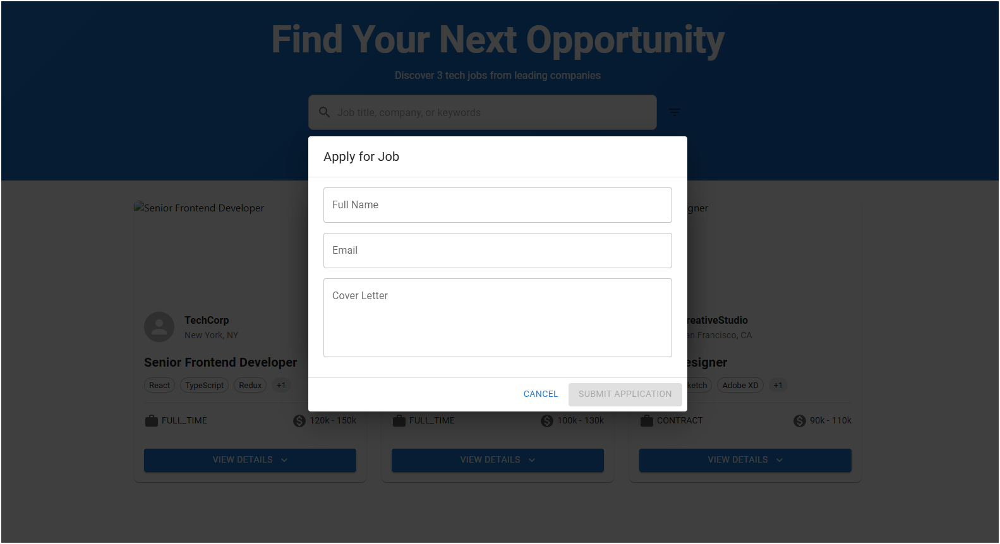 Find Your Next Opportunity
Discover 3 tech jobs from leading companies
Job title, company, or keywords
Apply for Job
Full Name
Email
Cover Letter
CANCEL
SUBMIT APPLICATION
Senior Frontend Developer
TechCorp
New York, NY
Senior Frontend Developer
React
TypeScript
Redux
+1
FULL_TIME
120k - 150k
VIEW DETAILS
FULL_TIME
100k - 130k
VIEW DETAILS
gner
reativeStudio
an Francisco, CA
esigner
ketch
Adobe XD
+1
CONTRACT
90k - 110k
VIEW DETAILS